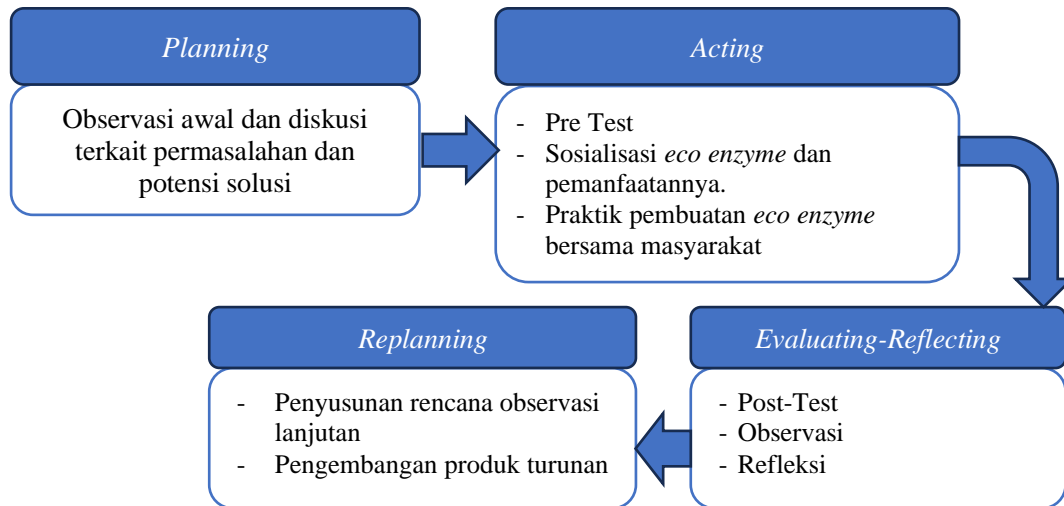 Planning
Observasi awal dan diskusi
terkait permasalahan dan
potensi solusi
Acting
- Pre Test
- Sosialisasi eco enzyme dan
pemanfaatannya.
- Praktik pembuatan eco enzyme
bersama masyarakat
Evaluating-Reflecting
- Post-Test
- Observasi
- Refleksi
Replanning
- Penyusunan rencana observasi
lanjutan
- Pengembangan produk turunan